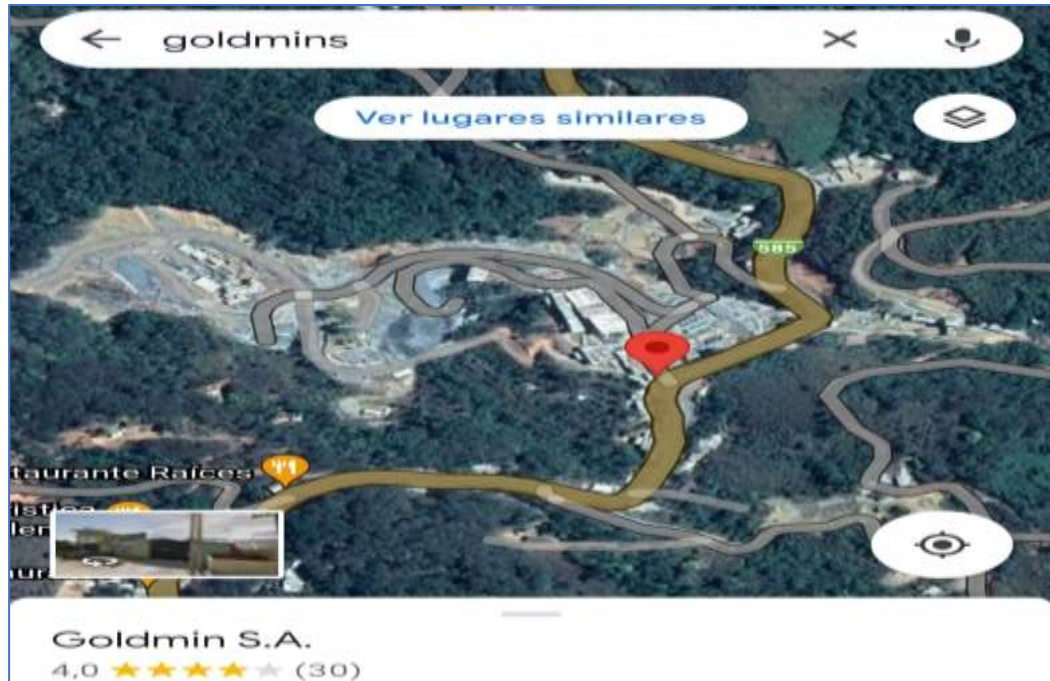 goldmins
Ver lugares similares
585
taurante Raíces
Goldmin S.A.
4,0 (30)